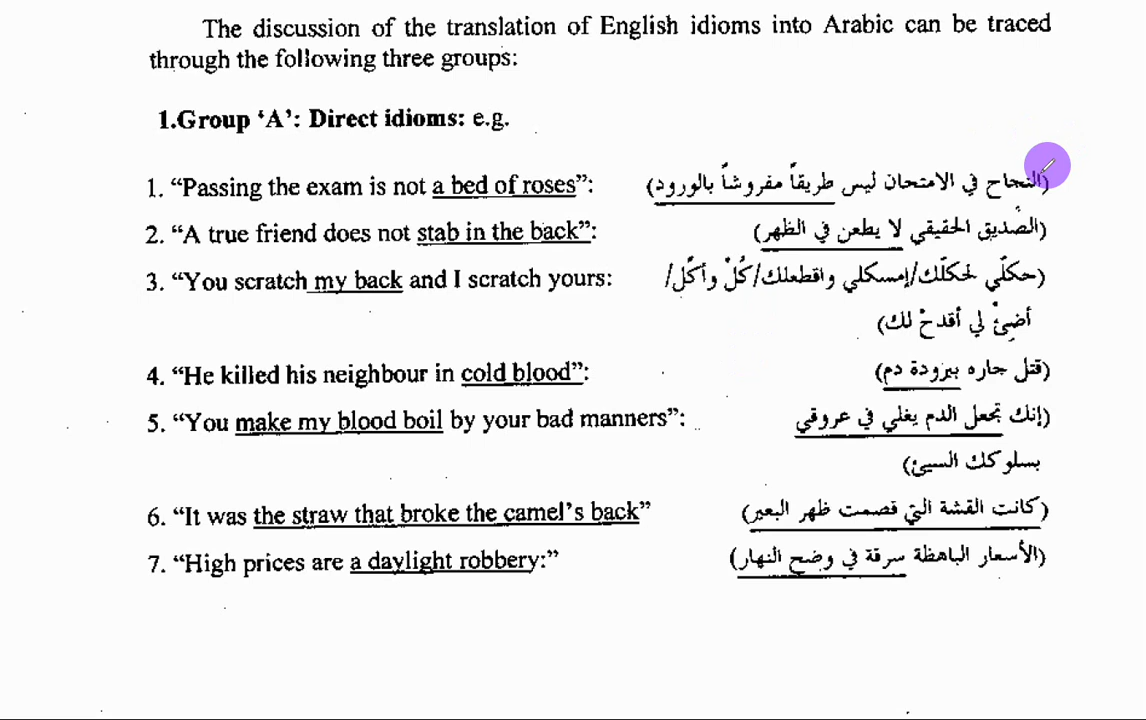 The discussion of the translation of English idioms into Arabic can be traced
through the following three groups:
1.Group ‘A’: Direct idioms: e.g.
1. “Passing the exam is not a bed of roses”: (النجاح في الامتحان ليس طريقاً مفروشاً بالورود)
2. “A true friend does not stab in the back”: (الصديق الحقيقي لا يطعن في الظهر)
3. “You scratch my back and I scratch yours: (حكلّي لحكلّك/إمسكلي واقطعلك/كُلْ وأكّل/
أضئْ لي أقدحْ لك)
4. “He killed his neighbour in cold blood”: (قتل جاره ببرودة دم)
5. “You make my blood boil by your bad manners”: (إنك تجعل الدم يغلي في عروقي
بسلوكك السيئ)
6. “It was the straw that broke the camel’s back” (كانت القشة التي قصمت ظهر البعير)
7. “High prices are a daylight robbery:” (الأسعار الباهظة سرقة في وضح النهار)